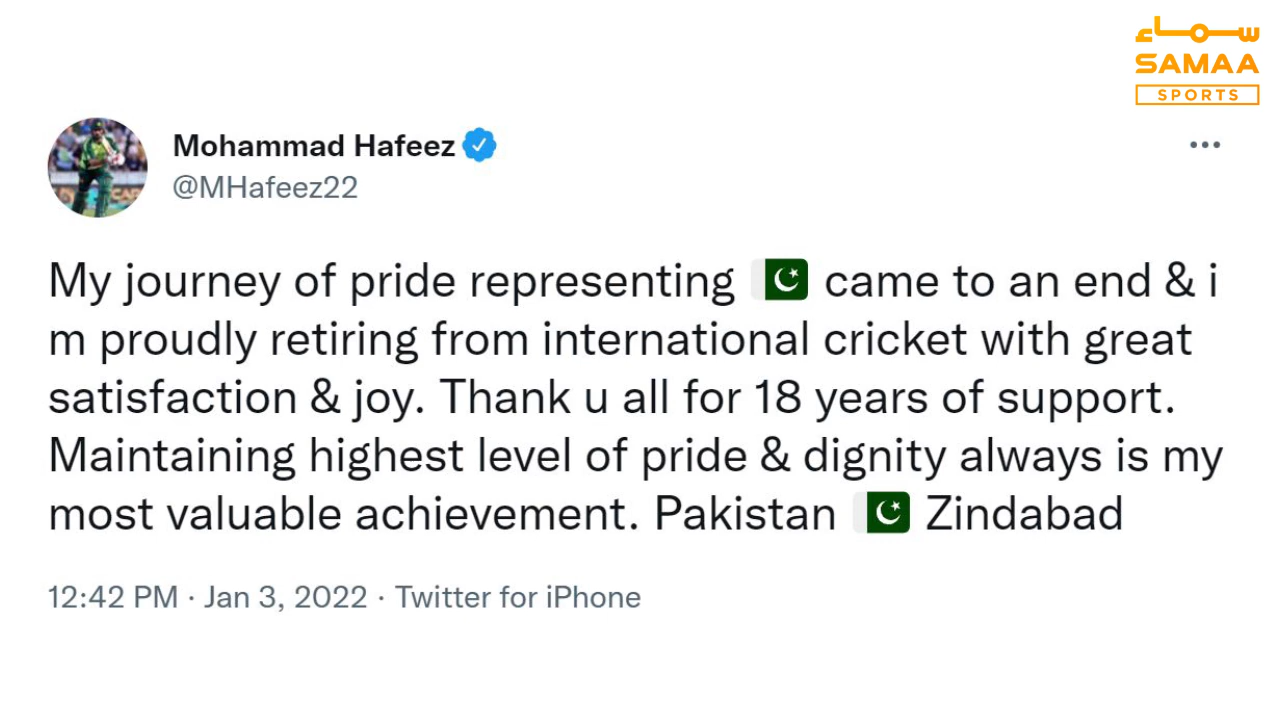 سماء
SAMAA
SPORTS
Mohammad Hafeez
@MHafeez22
My journey of pride representing 🇵🇰 came to an end & i
m proudly retiring from international cricket with great
satisfaction & joy. Thank u all for 18 years of support.
Maintaining highest level of pride & dignity always is my
most valuable achievement. Pakistan 🇵🇰 Zindabad
12:42 PM · Jan 3, 2022 · Twitter for iPhone